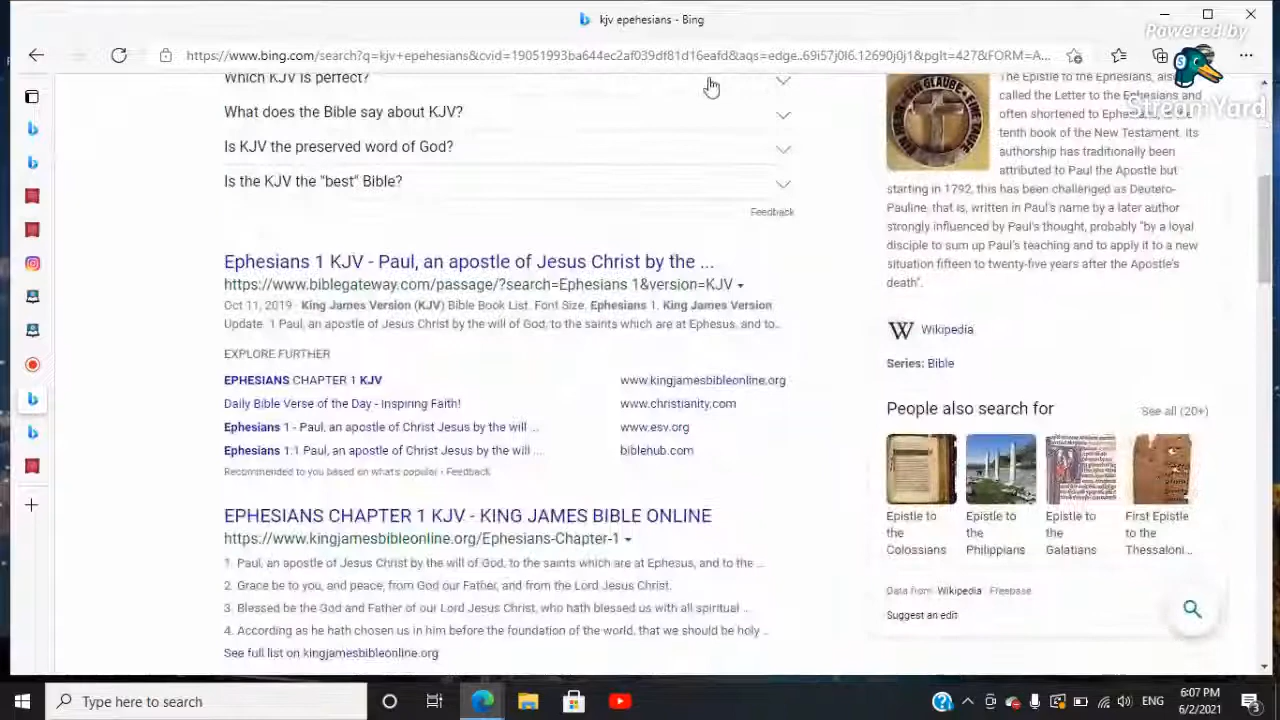 kjv epehesians - Bing
Powered by
https://www.bing.com/search?q=kjv+epehesians&cvid=19051993ba644ec2af039df81d16eafd&aqs=edge..69i57j0l6.12690j0j1&pglt=427&FORM=A...
StreamYard
Which KJV is perfect?
What does the Bible say about KJV?
Is KJV the preserved word of God?
Is the KJV the "best" Bible?
Feedback
Ephesians 1 KJV - Paul, an apostle of Jesus Christ by the ...
https://www.biblegateway.com/passage/?search=Ephesians 1&version=KJV
Oct 11, 2019 · King James Version (KJV) Bible Book List. Font Size. Ephesians 1. King James Version
Update. 1 Paul, an apostle of Jesus Christ by the will of God, to the saints which are at Ephesus, and to...
EXPLORE FURTHER
EPHESIANS CHAPTER 1 KJV www.kingjamesbibleonline.org
Daily Bible Verse of the Day - Inspiring Faith! www.christianity.com
Ephesians 1 - Paul, an apostle of Christ Jesus by the will ... www.esv.org
Ephesians 1:1 Paul, an apostle of Christ Jesus by the will ... biblehub.com
Recommended to you based on what's popular • Feedback
EPHESIANS CHAPTER 1 KJV - KING JAMES BIBLE ONLINE
https://www.kingjamesbibleonline.org/Ephesians-Chapter-1
1. Paul, an apostle of Jesus Christ by the will of God, to the saints which are at Ephesus, and to the ...
2. Grace be to you, and peace, from God our Father, and from the Lord Jesus Christ.
3. Blessed be the God and Father of our Lord Jesus Christ, who hath blessed us with all spiritual ...
4. According as he hath chosen us in him before the foundation of the world, that we should be holy ...
See full list on kingjamesbibleonline.org
The Epistle to the Ephesians, also
called the Letter to the Ephesians and
often shortened to Ephesians,
tenth book of the New Testament. Its
authorship has traditionally been
attributed to Paul the Apostle but
starting in 1792, this has been challenged as Deutero-
Pauline, that is, written in Paul's name by a later author
strongly influenced by Paul's thought, probably "by a loyal
disciple to sum up Paul's teaching and to apply it to a new
situation fifteen to twenty-five years after the Apostle's
death".
W Wikipedia
Series: Bible
People also search for See all (20+)
Epistle to the Colossians
Epistle to the Philippians
Epistle to the Galatians
First Epistle to the Thessaloni...
Data from: Wikipedia · Freebase
Suggest an edit
Type here to search
ENG
6:07 PM
6/2/2021
3